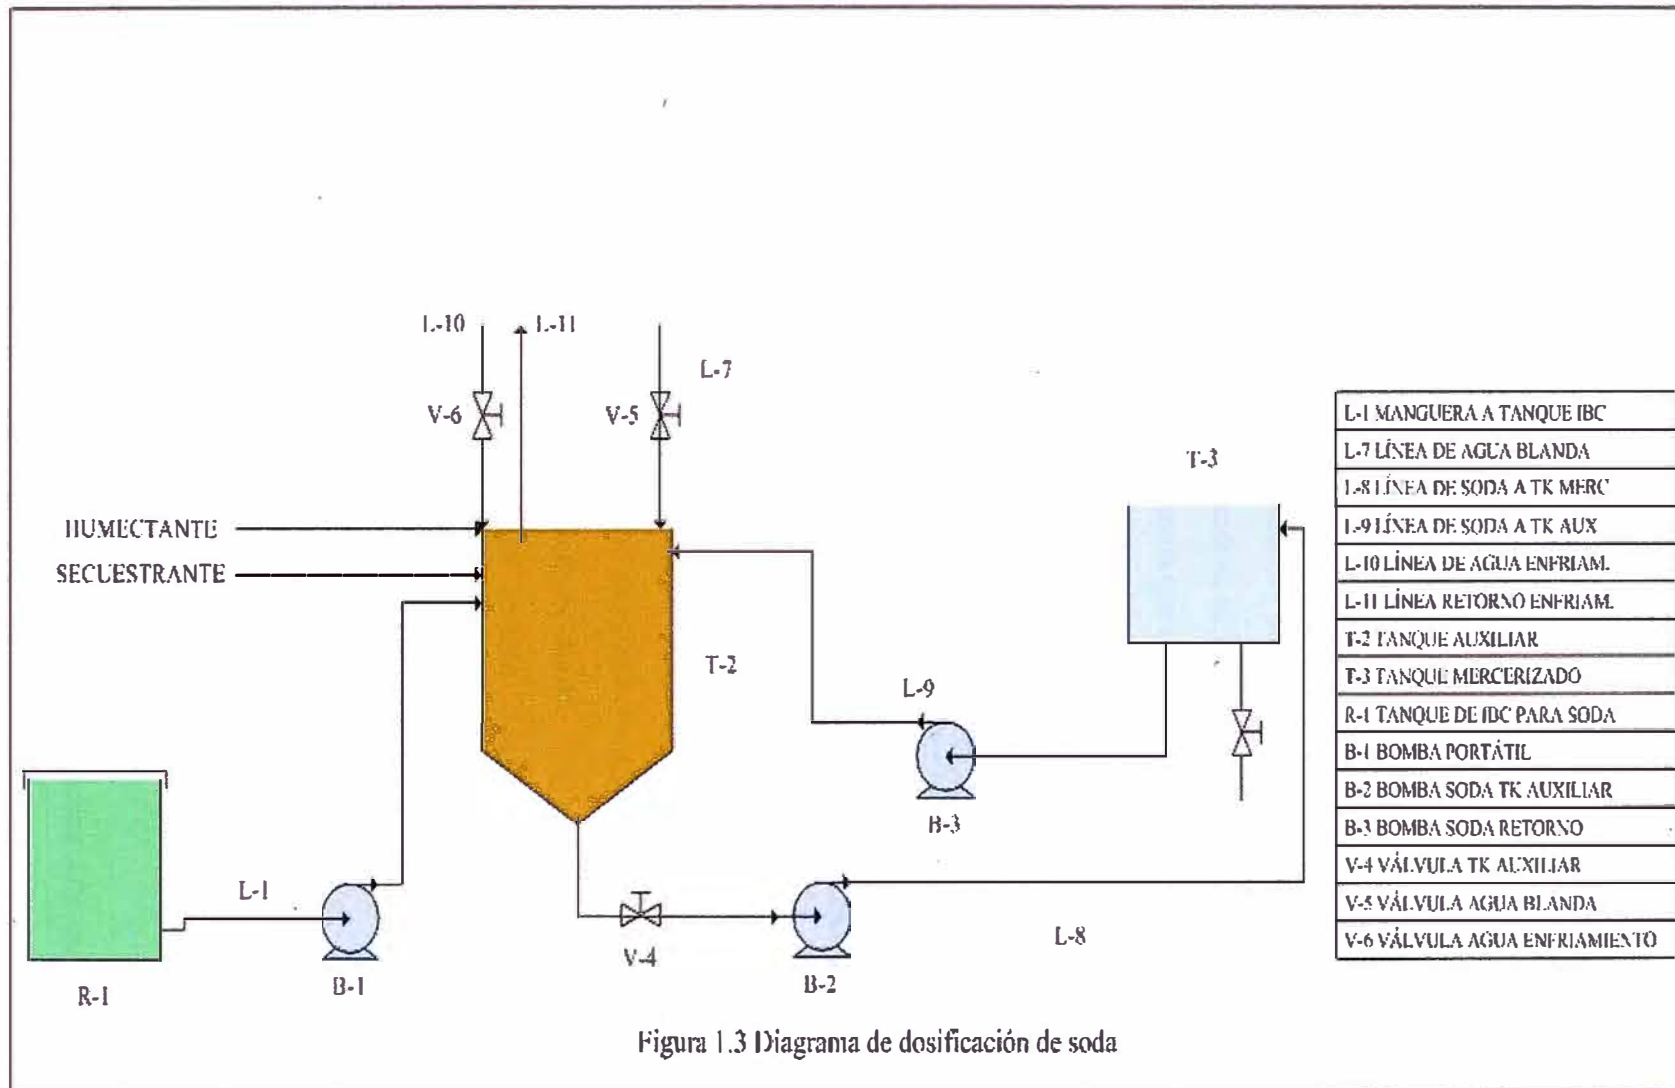 L-10
L-11
L-7
V-6
V-5
HUMECTANTE
SECUESTRANTE
T-2
T-3
L-9
B-3
L-1
R-1
B-1
V-4
B-2
L-8
L-1 MANGUERA A TANQUE IBC
L-7 LÍNEA DE AGUA BLANDA
L-8 LÍNEA DE SODA A TK MERC
L-9 LÍNEA DE SODA A TK AUX
L-10 LÍNEA DE AGUA ENFRIAM.
L-11 LÍNEA RETORNO ENFRIAM.
T-2 TANQUE AUXILIAR
T-3 TANQUE MERCERIZADO
R-1 TANQUE DE IBC PARA SODA
B-1 BOMBA PORTÁTIL
B-2 BOMBA SODA TK AUXILIAR
B-3 BOMBA SODA RETORNO
V-4 VÁLVULA TK AUXILIAR
V-5 VÁLVULA AGUA BLANDA
V-6 VÁLVULA AGUA ENFRIAMIENTO
Figura 1.3 Diagrama de dosificación de soda